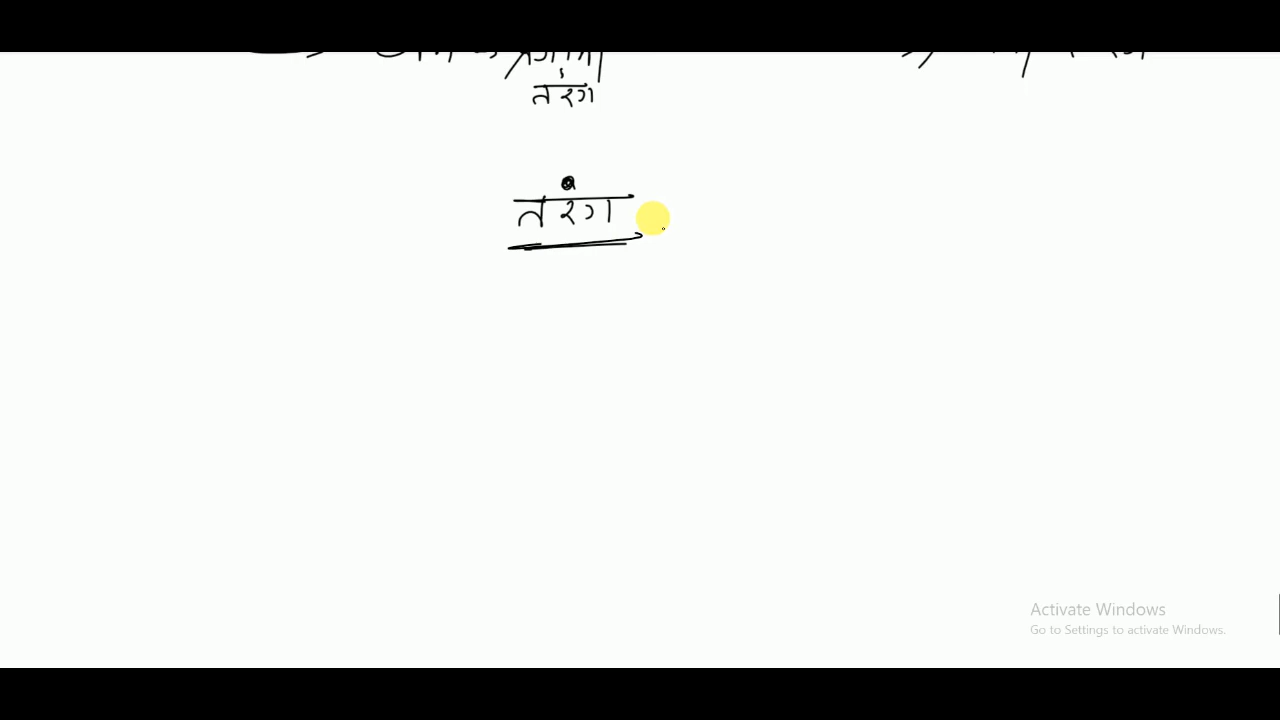 तरंग
तरंग
Activate Windows
Go to Settings to activate Windows.